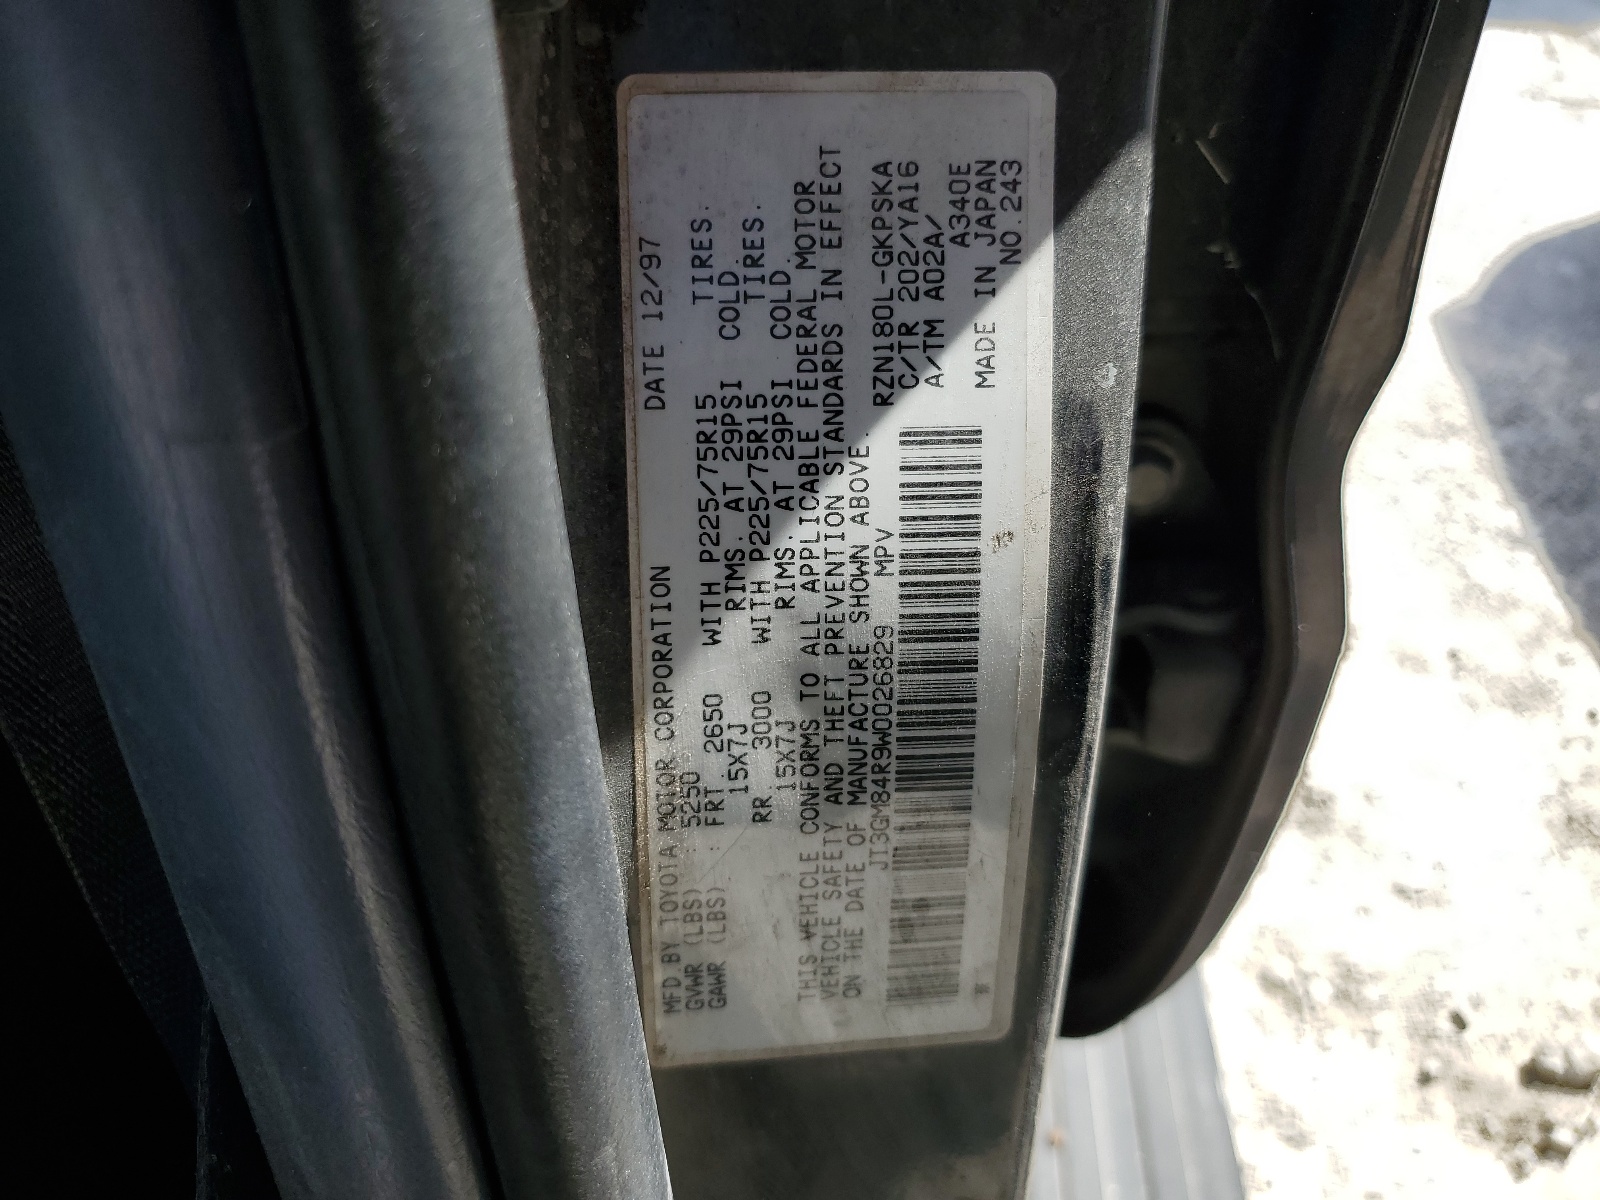 MFD BY TOYOTA MOTOR CORPORATION DATE 12/97
GVWR (LBS) : 5250
GAWR (LBS) : FRT. 2650 WITH P225/75R15 TIRES.
15X7J RIMS. AT 29PSI COLD.
RR. 3000 WITH P225/75R15 TIRES.
15X7J RIMS. AT 29PSI COLD.
THIS VEHICLE CONFORMS TO ALL APPLICABLE FEDERAL MOTOR
VEHICLE SAFETY AND THEFT PREVENTION STANDARDS IN EFFECT
ON THE DATE OF MANUFACTURE SHOWN ABOVE.
JT3GM84R9W0026829 MPV RZN180L-GKPSKA
C/TR 202/YA16
A/TM A02A/
A340E
MADE IN JAPAN
NO.243